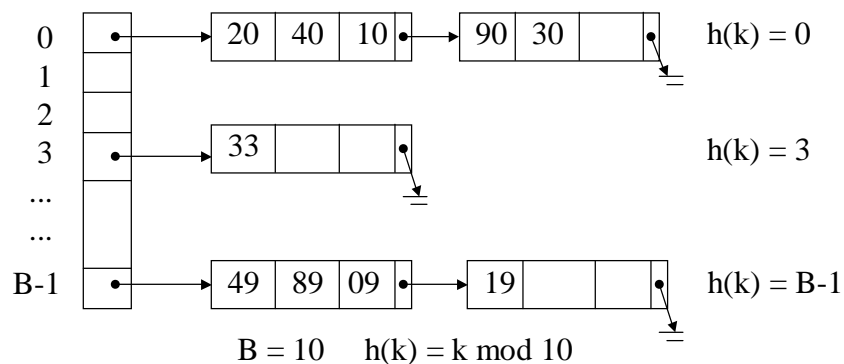 0 20 40 10 90 30 h(k) = 0
1
2
3 33 h(k) = 3
...
...
B-1 49 89 09 19 h(k) = B-1
B = 10 h(k) = k mod 10